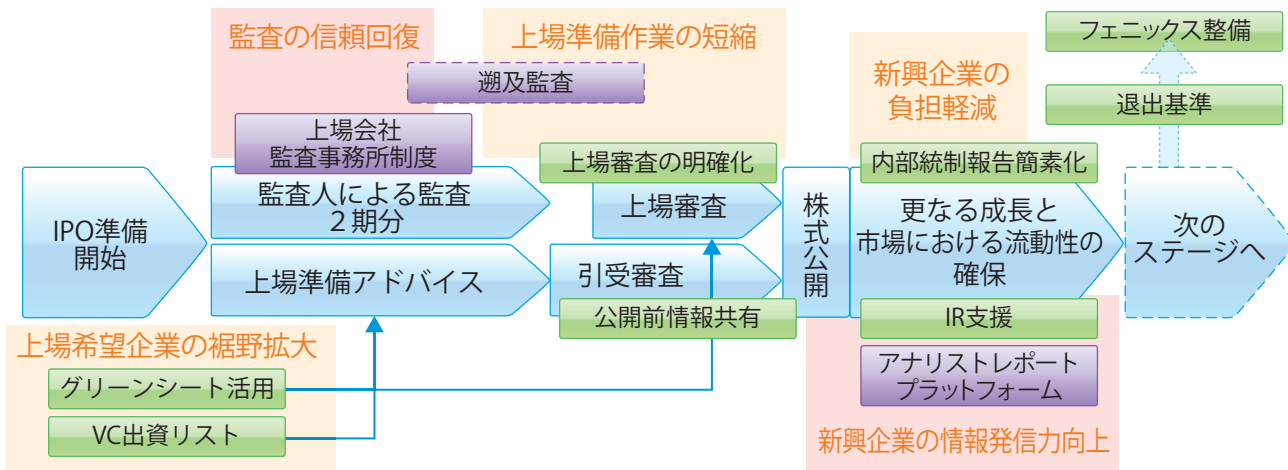 監査の信頼回復
上場準備作業の短縮
フェニックス整備
新興企業の
負担軽減
遡及監査
退出基準
上場会社
監査事務所制度
上場審査の明確化
内部統制報告簡素化
IPO準備
開始
監査人による監査
２期分
上場審査
株式公開
更なる成長と
市場における流動性の
確保
次の
ステージへ
上場準備アドバイス
引受審査
公開前情報共有
IR支援
上場希望企業の裾野拡大
グリーンシート活用
アナリストレポート
プラットフォーム
VC出資リスト
新興企業の情報発信力向上